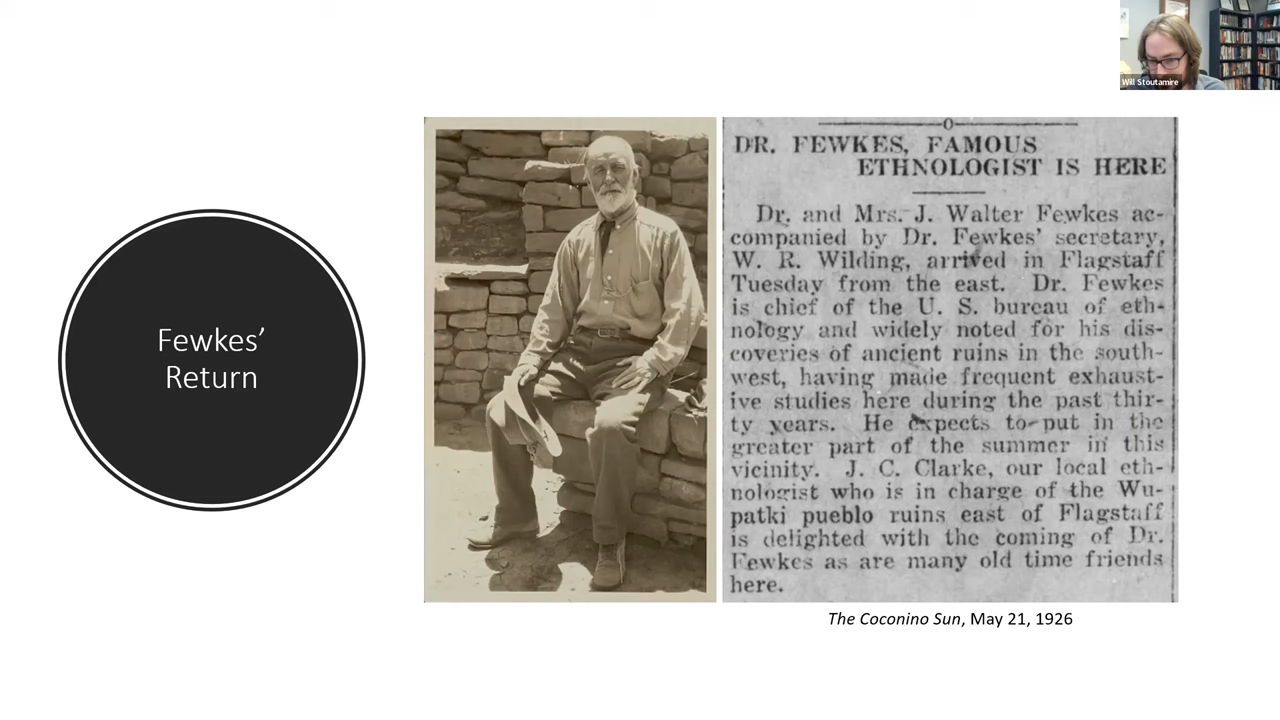 Will Stoutamire
Fewkes’
Return
DR. FEWKES, FAMOUS
ETHNOLOGIST IS HERE
Dr. and Mrs. J. Walter Fewkes ac-
companied by Dr. Fewkes' secretary,
W. R. Wilding, arrived in Flagstaff
Tuesday from the east. Dr. Fewkes
is chief of the U. S. bureau of eth-
nology and widely noted for his dis-
coveries of ancient ruins in the south-
west, having made frequent exhaust-
ive studies here during the past thir-
ty years. He expects to put in the
greater part of the summer in this
vicinity. J. C. Clarke, our local eth-
nologist who is in charge of the Wu-
patki pueblo ruins east of Flagstaff
is delighted with the coming of Dr.
Fewkes as are many old time friends
here.
The Coconino Sun, May 21, 1926